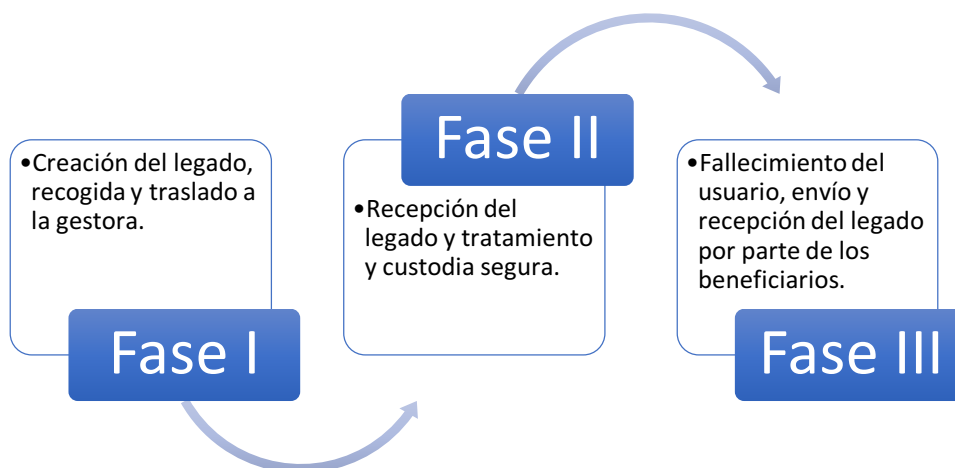 •Creación del legado,
recogida y traslado a
la gestora.
Fase I
Fase II
•Recepción del
legado y tratamiento
y custodia segura.
•Fallecimiento del
usuario, envío y
recepción del legado
por parte de los
beneficiarios.
Fase III